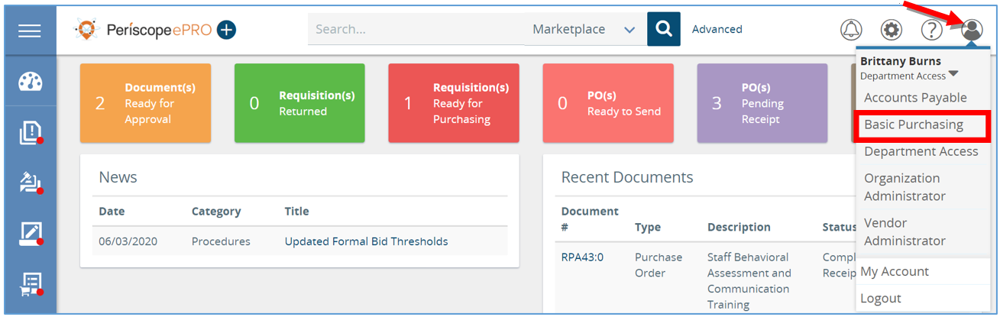 Periscope ePRO
Search...
Marketplace
Advanced
?
Brittany Burns
Department Access
Accounts Payable
Basic Purchasing
Department Access
Organization
Administrator
Vendor
Administrator
My Account
Logout
2
Document(s)
Ready for
Approval
0
Requisition(s)
Returned
1
Requisition(s)
Ready for
Purchasing
0
PO(s)
Ready to Send
3
PO(s)
Pending
Receipt
News
Date Category Title
06/03/2020 Procedures Updated Formal Bid Thresholds
Recent Documents
Document
# Type Description Status
RPA43:0
Purchase
Order
Staff Behavioral
Assessment and
Communication
Training
Compl
Receip